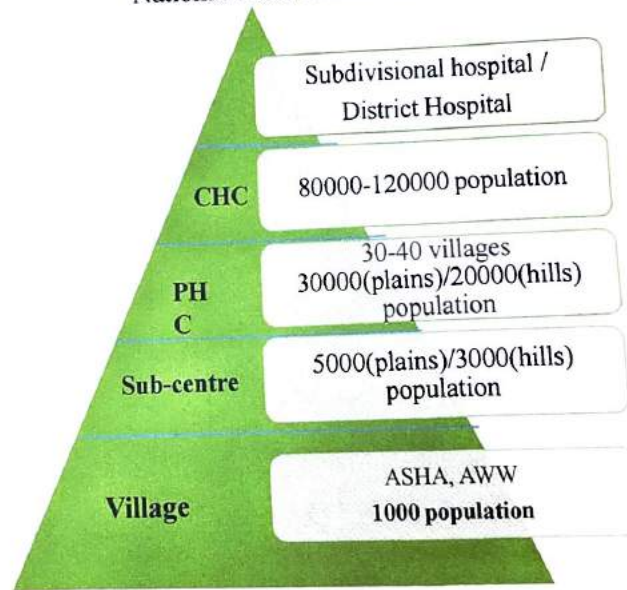 Subdivisional hospital /
District Hospital
CHC
80000-120000 population
30-40 villages
30000(plains)/20000(hills)
population
PH
C
5000(plains)/3000(hills)
population
Sub-centre
ASHA, AWW
1000 population
Village